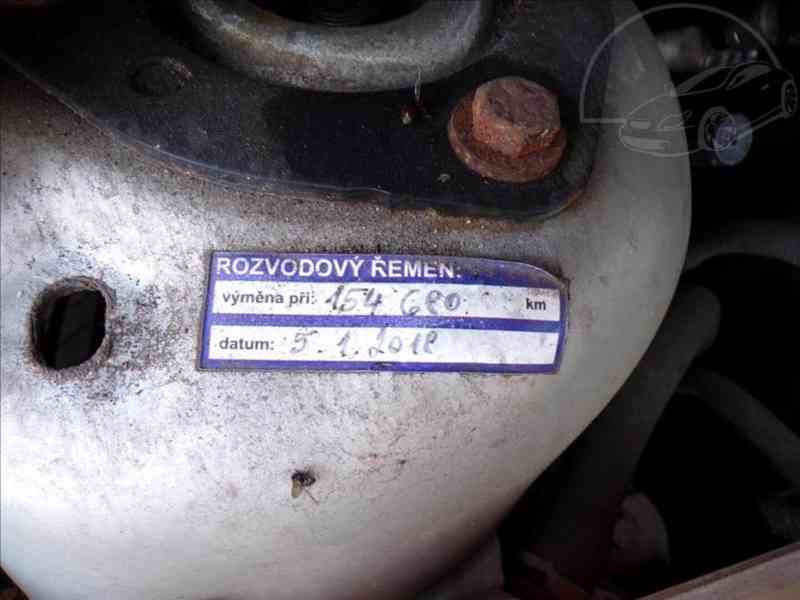 ROZVODOVÝ ŘEMEN:
výměna při: 154 680 km
datum: 5.1.2018